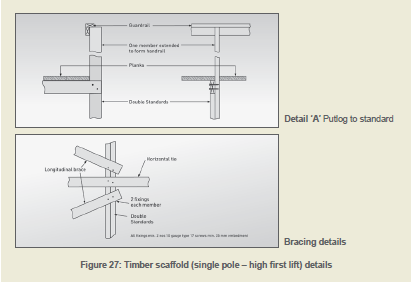 Guardrail
One member extended
to form handrail
Planks
Double Standards
Detail 'A' Putlog to standard
Horizontal tie
Longitudinal brace
2 fixings
each member
Double
Standards
Bracing details
Figure 27: Timber scaffold (single pole – high first lift) details